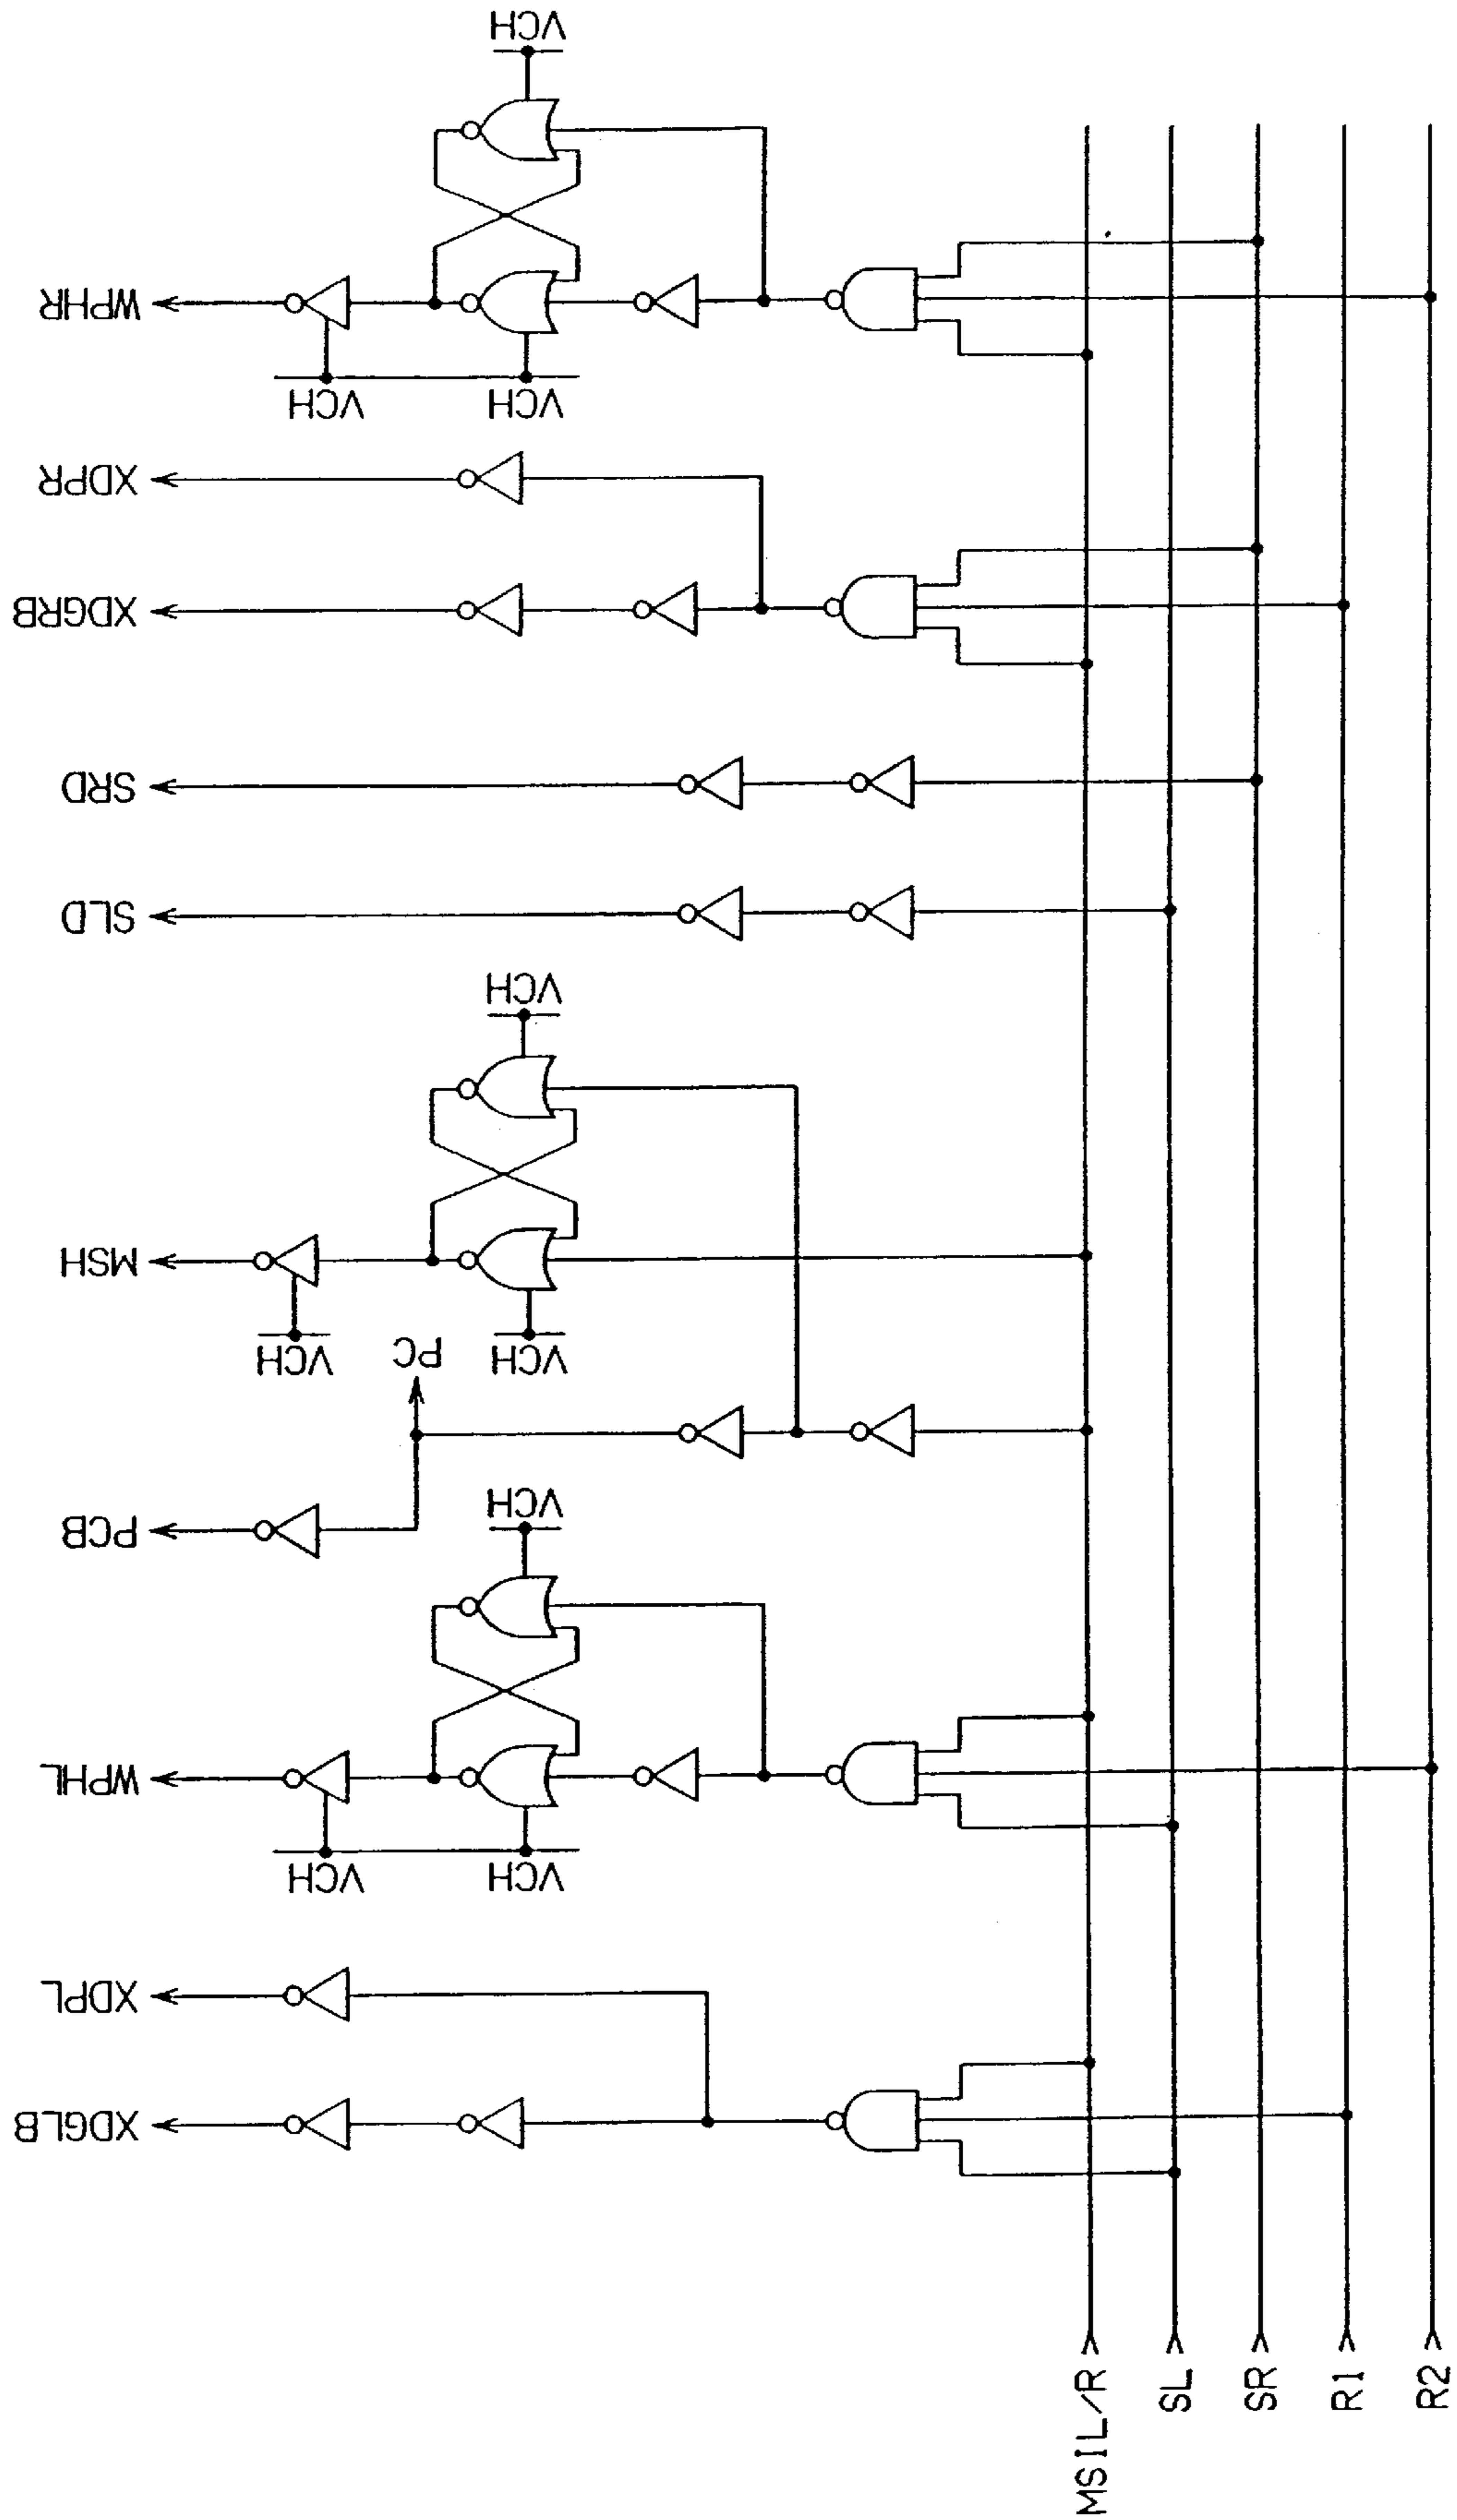 VCH
WPHR
VCH
VCH
XDPR
XDGRB
SRD
SLD
VCH
MSH
VCH
PC
VCH
PCB
VCH
WPHL
VCH
VCH
XDPL
XDGLB
MSIL/R
SL
SR
R1
R2